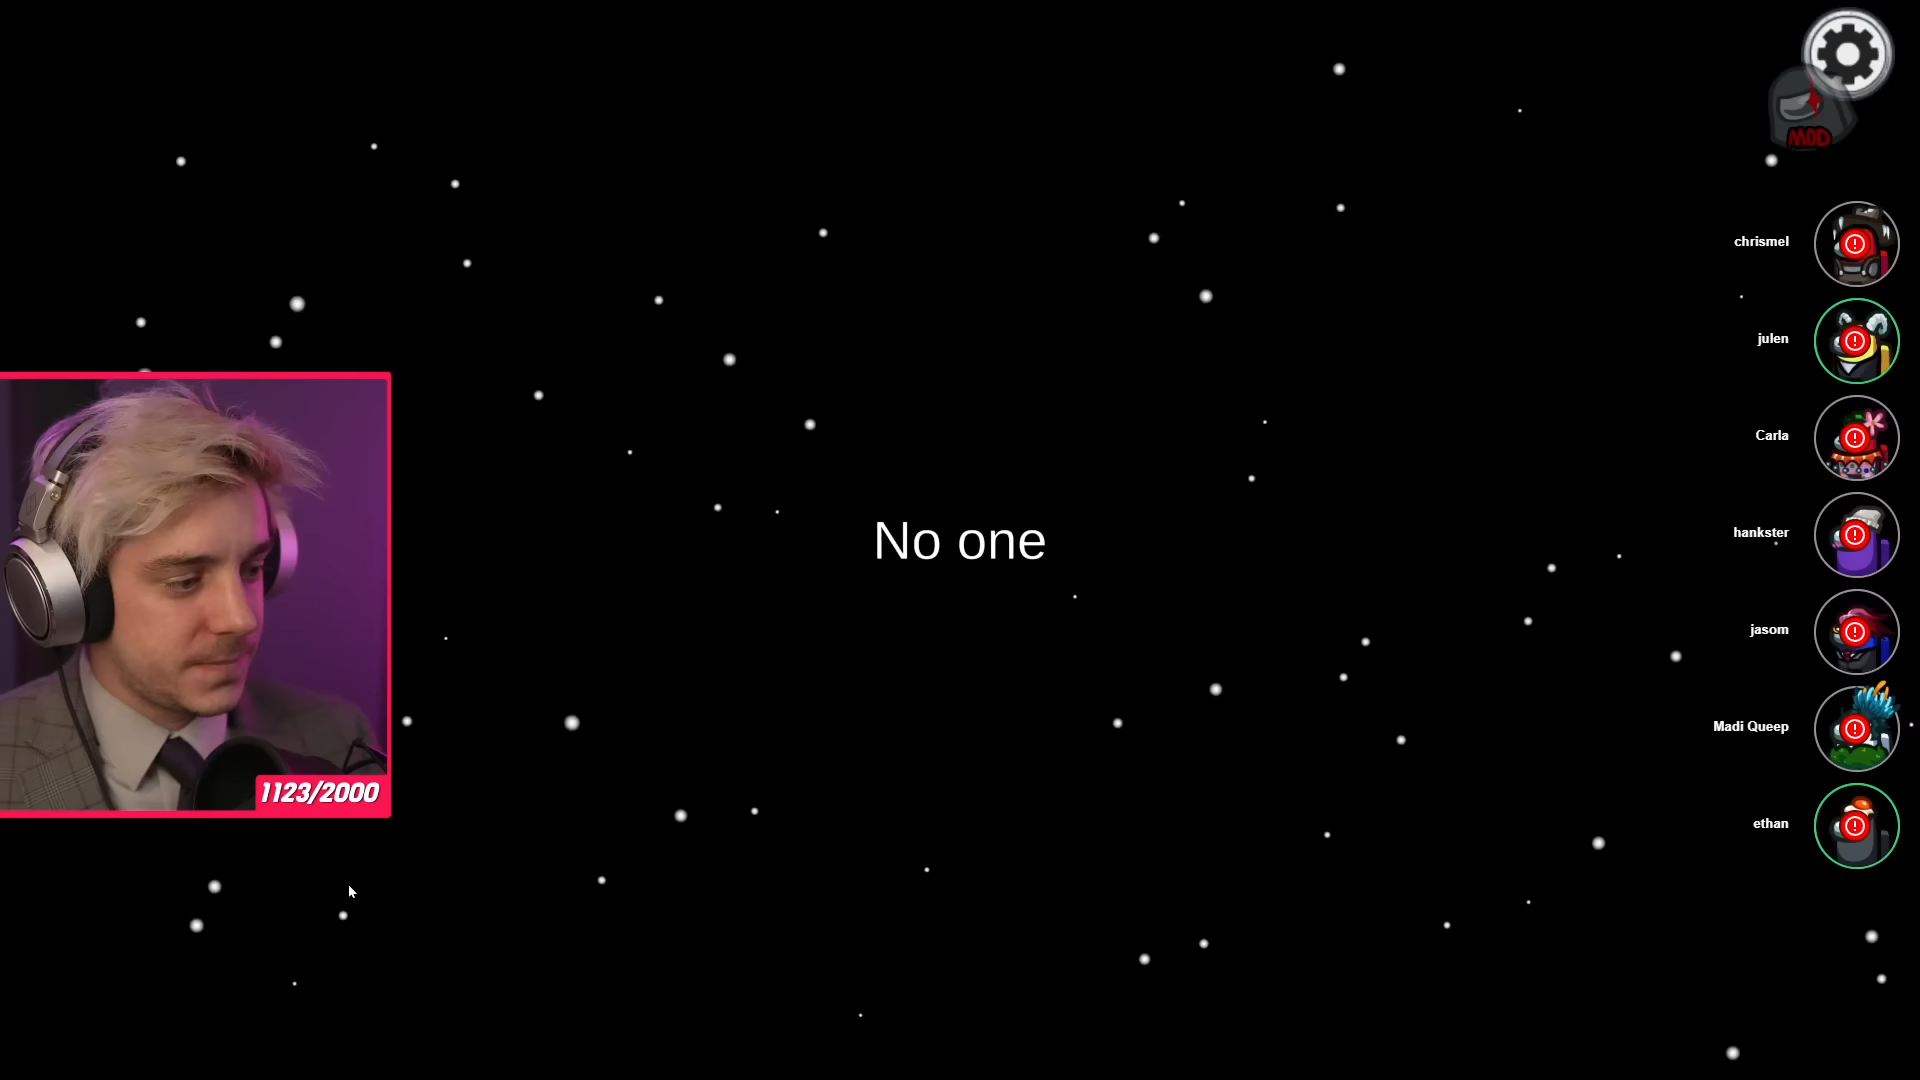 MOD
chrismel
julen
Carla
hankster
No one
jasom
Madi Queep
1123/2000
ethan